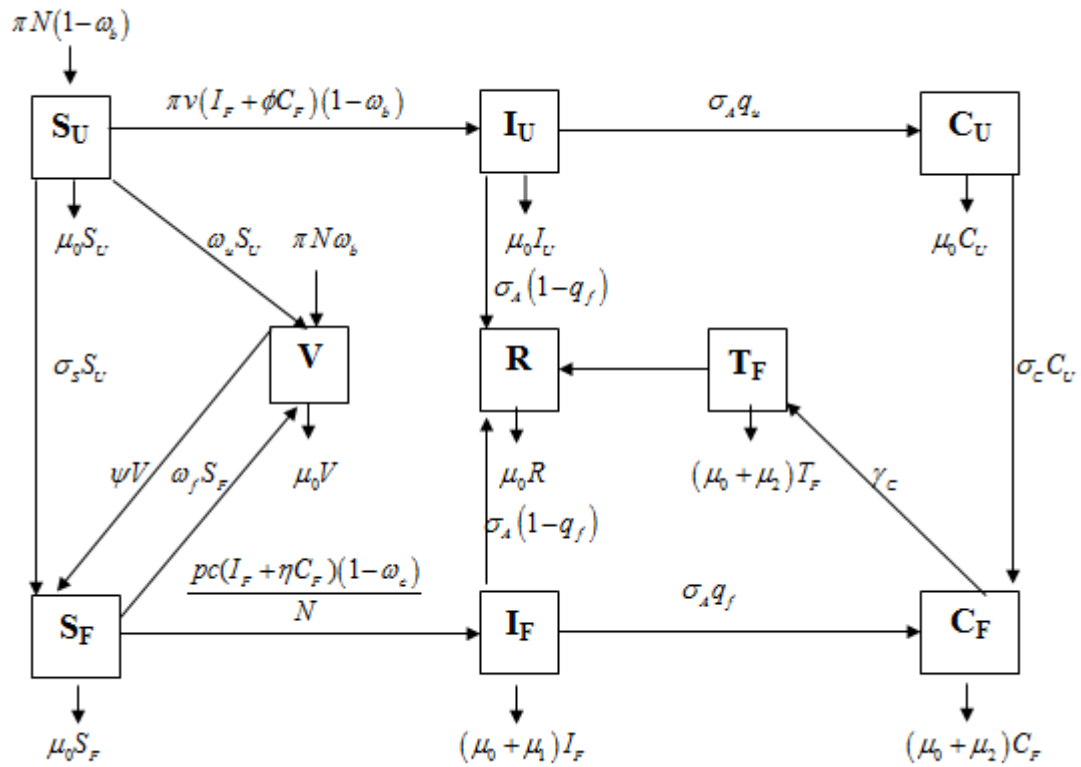 πN(1-ω_b)
S_U
πv(I_F + φC_F)(1-ω_b)
I_U
σ_A q_u
C_U
μ_0 S_U
ω_u S_U
πNω_b
μ_0 I_U
μ_0 C_U
σ_A(1-q_f)
σ_S S_U
V
R
T_F
σ_C C_U
ψV
ω_f S_F
μ_0 V
μ_0 R
(μ_0 + μ_2)T_F
γ_C
σ_A(1-q_f)
pc(I_F + ηC_F)(1-ω_c)
N
S_F
I_F
σ_A q_f
C_F
μ_0 S_F
(μ_0 + μ_1)I_F
(μ_0 + μ_2)C_F